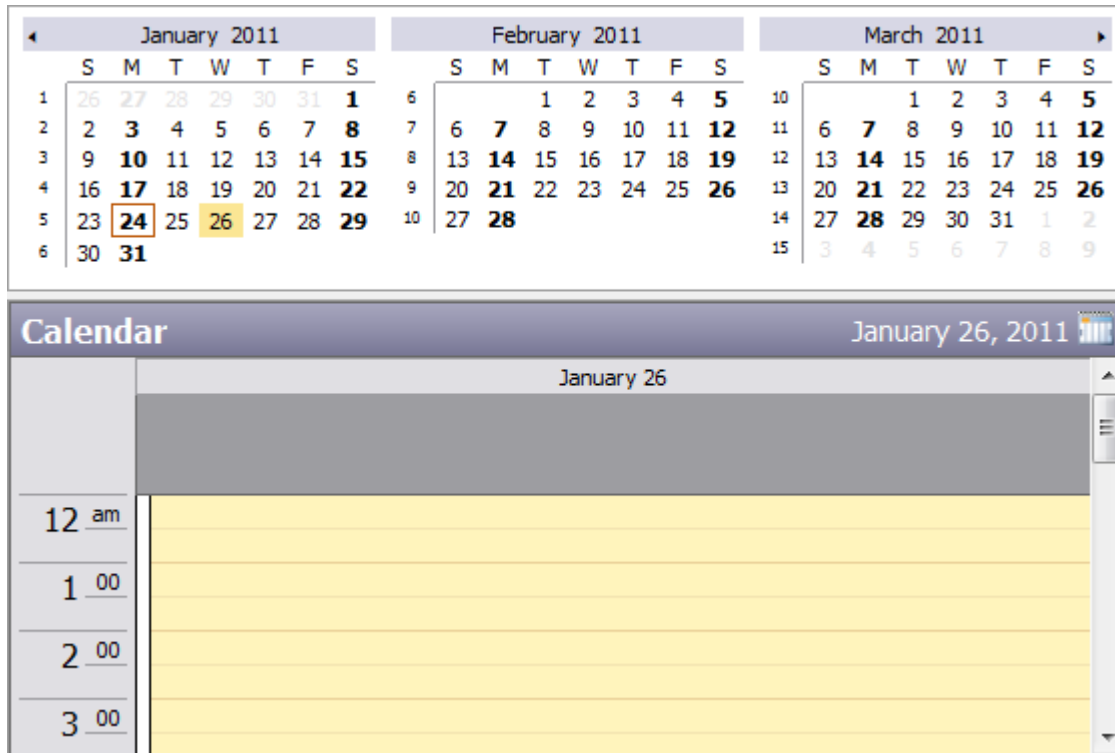 January 2011 February 2011 March 2011
S M T W T F S S M T W T F S S M T W T F S
1 26 27 28 29 30 31 1 6 1 2 3 4 5 10 1 2 3 4 5
2 2 3 4 5 6 7 8 7 6 7 8 9 10 11 12 11 6 7 8 9 10 11 12
3 9 10 11 12 13 14 15 8 13 14 15 16 17 18 19 12 13 14 15 16 17 18 19
4 16 17 18 19 20 21 22 9 20 21 22 23 24 25 26 13 20 21 22 23 24 25 26
5 23 24 25 26 27 28 29 10 27 28 14 27 28 29 30 31 1 2
6 30 31 15 3 4 5 6 7 8 9
Calendar January 26, 2011
January 26
12 am
1 00
2 00
3 00